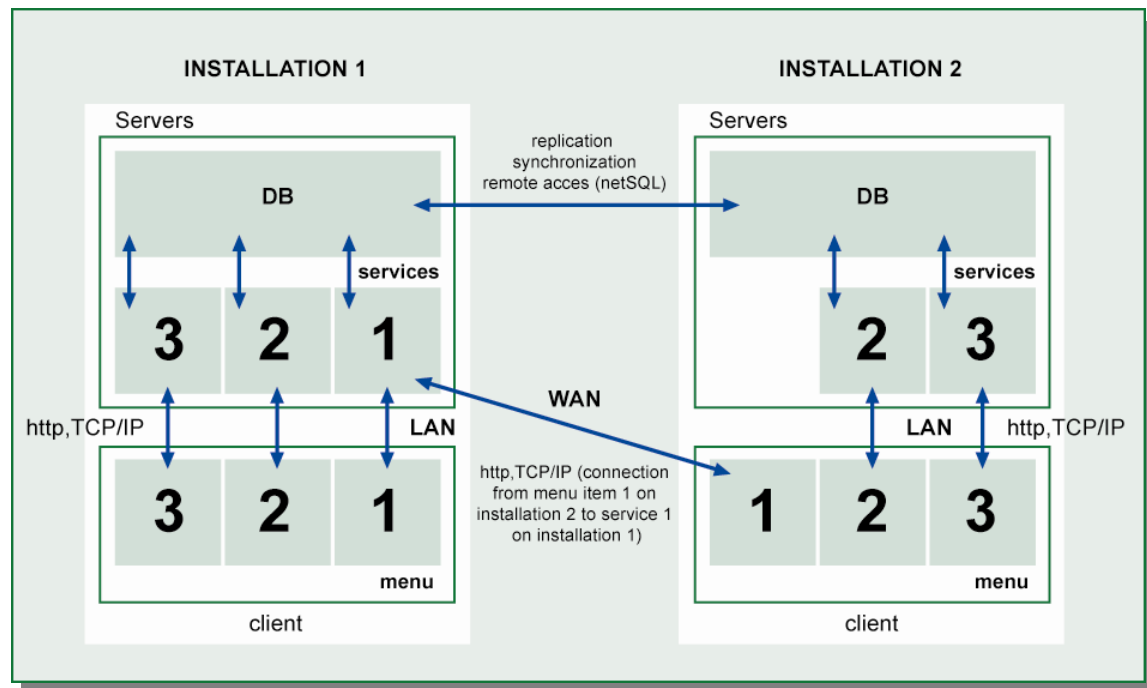 INSTALLATION 1
INSTALLATION 2
Servers
Servers
replication
synchronization
remote acces (netSQL)
DB
DB
services
services
3 2 1
2 3
WAN
http,TCP/IP
LAN
LAN
http,TCP/IP
http,TCP/IP (connection
from menu item 1 on
installation 2 to service 1
on installation 1)
3 2 1
1 2 3
menu
menu
client
client